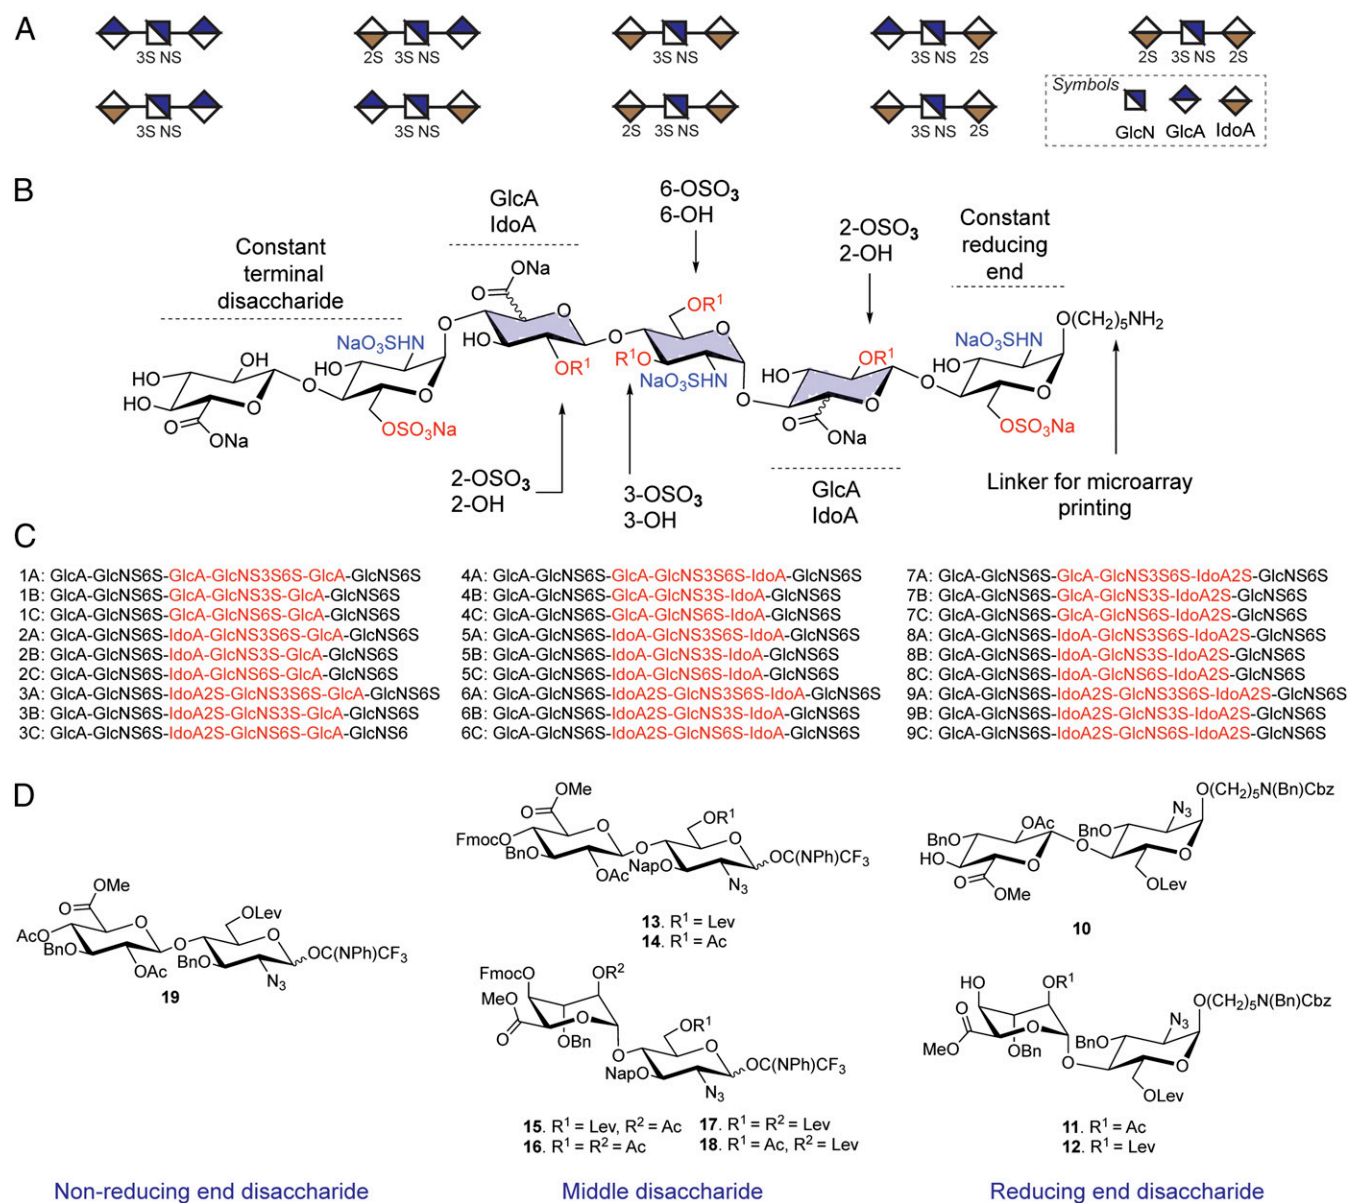 A
3S NS
2S 3S NS
3S NS
3S NS 2S
2S 3S NS 2S
3S NS
3S NS
2S 3S NS
3S NS 2S
Symbols
GlcN GlcA IdoA
B
Constant
terminal
disaccharide
GlcA
IdoA
6-OSO₃
6-OH
2-OSO₃
2-OH
Constant
reducing
end
ONa
O
O
OR¹
O
O(CH₂)₅NH₂
NaO₃SHN
HO
O
O
HO
OR¹
O
R¹O
NaO₃SHN
HO
OR¹
O
NaO₃SHN
HO
O
OH
HO
HO
O
O
O
ONa
OSO₃Na
O
O
O
ONa
OSO₃Na
2-OSO₃
2-OH
3-OSO₃
3-OH
GlcA
IdoA
Linker for microarray
printing
C
1A: GlcA-GlcNS6S-GlcA-GlcNS3S6S-GlcA-GlcNS6S
1B: GlcA-GlcNS6S-GlcA-GlcNS3S-GlcA-GlcNS6S
1C: GlcA-GlcNS6S-GlcA-GlcNS6S-GlcA-GlcNS6S
2A: GlcA-GlcNS6S-IdoA-GlcNS3S6S-GlcA-GlcNS6S
2B: GlcA-GlcNS6S-IdoA-GlcNS3S-GlcA-GlcNS6S
2C: GlcA-GlcNS6S-IdoA-GlcNS6S-GlcA-GlcNS6S
3A: GlcA-GlcNS6S-IdoA2S-GlcNS3S6S-GlcA-GlcNS6S
3B: GlcA-GlcNS6S-IdoA2S-GlcNS3S-GlcA-GlcNS6S
3C: GlcA-GlcNS6S-IdoA2S-GlcNS6S-GlcA-GlcNS6
4A: GlcA-GlcNS6S-GlcA-GlcNS3S6S-IdoA-GlcNS6S
4B: GlcA-GlcNS6S-GlcA-GlcNS3S-IdoA-GlcNS6S
4C: GlcA-GlcNS6S-GlcA-GlcNS6S-IdoA-GlcNS6S
5A: GlcA-GlcNS6S-IdoA-GlcNS3S6S-IdoA-GlcNS6S
5B: GlcA-GlcNS6S-IdoA-GlcNS3S-IdoA-GlcNS6S
5C: GlcA-GlcNS6S-IdoA-GlcNS6S-IdoA-GlcNS6S
6A: GlcA-GlcNS6S-IdoA2S-GlcNS3S6S-IdoA-GlcNS6S
6B: GlcA-GlcNS6S-IdoA2S-GlcNS3S-IdoA-GlcNS6S
6C: GlcA-GlcNS6S-IdoA2S-GlcNS6S-IdoA-GlcNS6S
7A: GlcA-GlcNS6S-GlcA-GlcNS3S6S-IdoA2S-GlcNS6S
7B: GlcA-GlcNS6S-GlcA-GlcNS3S-IdoA2S-GlcNS6S
7C: GlcA-GlcNS6S-GlcA-GlcNS6S-IdoA2S-GlcNS6S
8A: GlcA-GlcNS6S-IdoA-GlcNS3S6S-IdoA2S-GlcNS6S
8B: GlcA-GlcNS6S-IdoA-GlcNS3S-IdoA2S-GlcNS6S
8C: GlcA-GlcNS6S-IdoA-GlcNS6S-IdoA2S-GlcNS6S
9A: GlcA-GlcNS6S-IdoA2S-GlcNS3S6S-IdoA2S-GlcNS6S
9B: GlcA-GlcNS6S-IdoA2S-GlcNS3S-IdoA2S-GlcNS6S
9C: GlcA-GlcNS6S-IdoA2S-GlcNS6S-IdoA2S-GlcNS6S
D
OMe
O
O
AcO
BnO
OAc
O
OLev
O
BnO
N₃
OC(NPh)CF₃
19
OMe
O
O
FmocO
BnO
OAc
O
OR¹
O
NapO
N₃
OC(NPh)CF₃
13. R¹ = Lev
14. R¹ = Ac
FmocO
OR²
MeO
O
O
OBn
O
OR¹
O
NapO
N₃
OC(NPh)CF₃
15. R¹ = Lev, R² = Ac
16. R¹ = R² = Ac
17. R¹ = R² = Lev
18. R¹ = Ac, R² = Lev
O(CH₂)₅N(Bn)Cbz
N₃
OAc
BnO
BnO
HO
O
O
O
O
OMe
OLev
10
HO
OR¹
O(CH₂)₅N(Bn)Cbz
N₃
O
O
BnO
MeO
OBn
O
O
OLev
11. R¹ = Ac
12. R¹ = Lev
Non-reducing end disaccharide
Middle disaccharide
Reducing end disaccharide